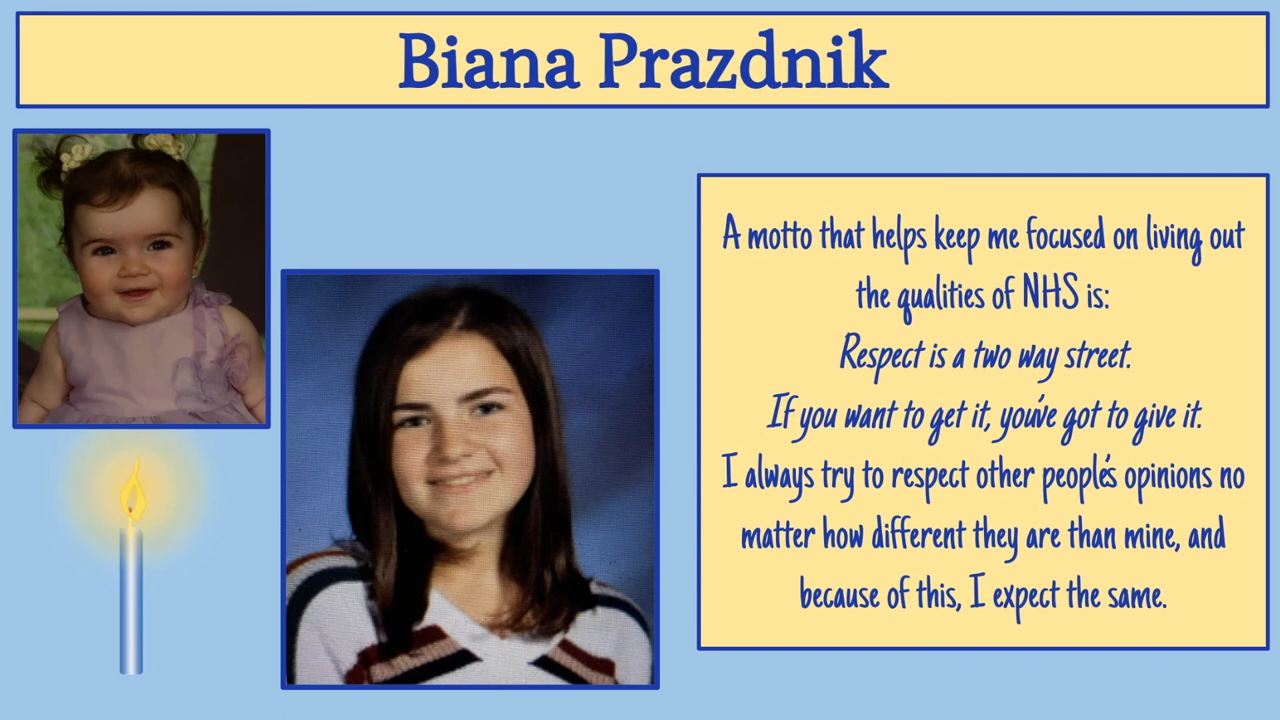 Biana Prazdnik
A motto that helps keep me focused on living out
the qualities of NHS is:
Respect is a two way street.
If you want to get it, you've got to give it.
I always try to respect other people's opinions no
matter how different they are than mine, and
because of this, I expect the same.